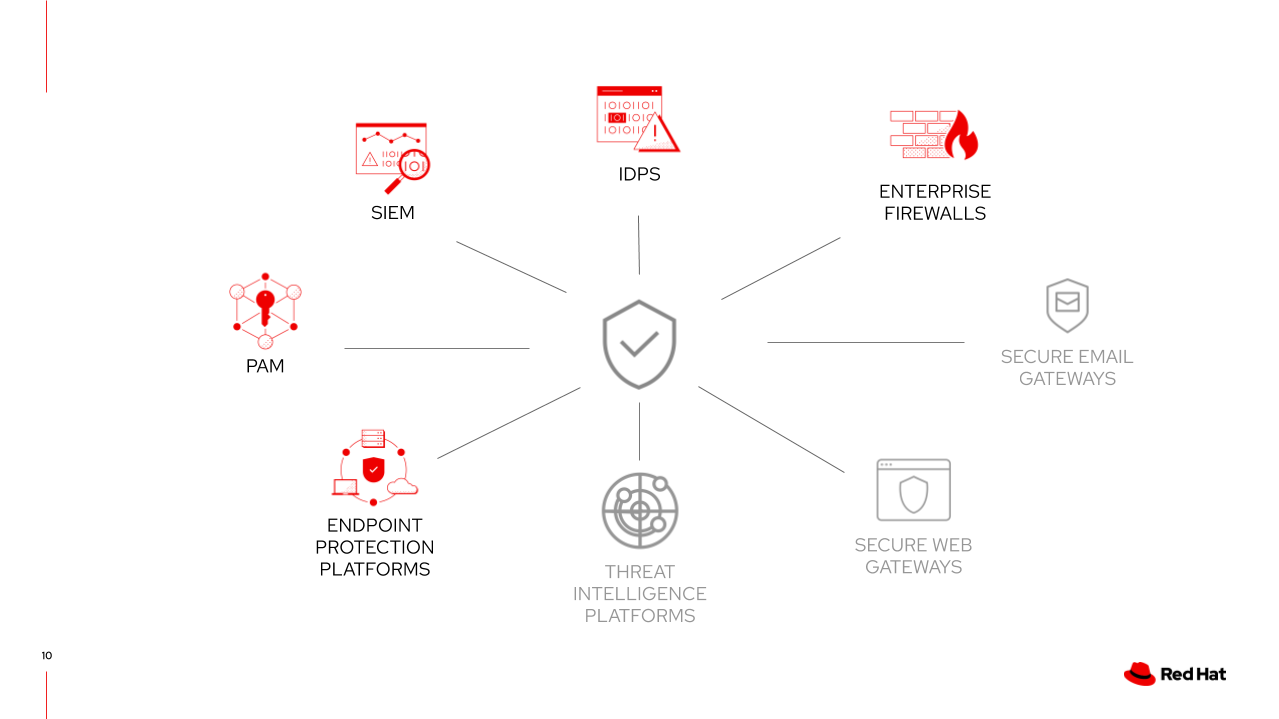 IDPS
SIEM
ENTERPRISE
FIREWALLS
PAM
SECURE EMAIL
GATEWAYS
ENDPOINT
PROTECTION
PLATFORMS
THREAT
INTELLIGENCE
PLATFORMS
SECURE WEB
GATEWAYS
10
Red Hat